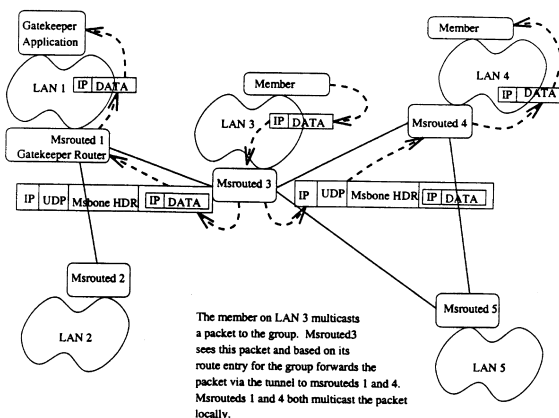 Gatekeeper
Application
LAN 1
IP DATA
Msrouted 1
Gatekeeper Router
Member
LAN 3
IP DATA
Msrouted 3
Member
LAN 4
IP DATA
Msrouted 4
IP UDP Msbone HDR IP DATA
IP UDP Msbone HDR IP DATA
Msrouted 2
LAN 2
Msrouted 5
LAN 5
The member on LAN 3 multicasts
a packet to the group. Msrouted3
sees this packet and based on its
route entry for the group forwards the
packet via the tunnel to msrouteds 1 and 4.
Msrouteds 1 and 4 both multicast the packet
locally.